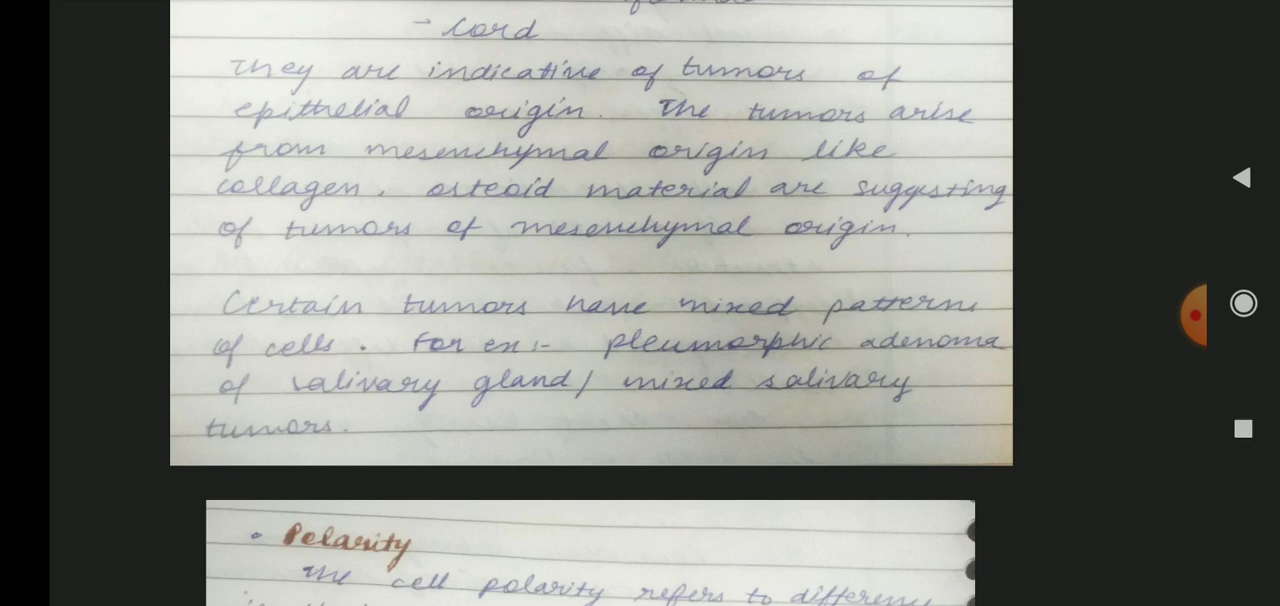 - Cord
They are indicative of tumors of
epithelial origin. The tumors arise
from mesenchymal origin like
collagen, osteoid material are suggesting
of tumors of mesenchymal origin.
Certain tumors have mixed patterns
of cells. For ex:- pleumorphic adenoma
of salivary gland/ mixed salivary
tumors.
• Polarity
The cell polarity refers to